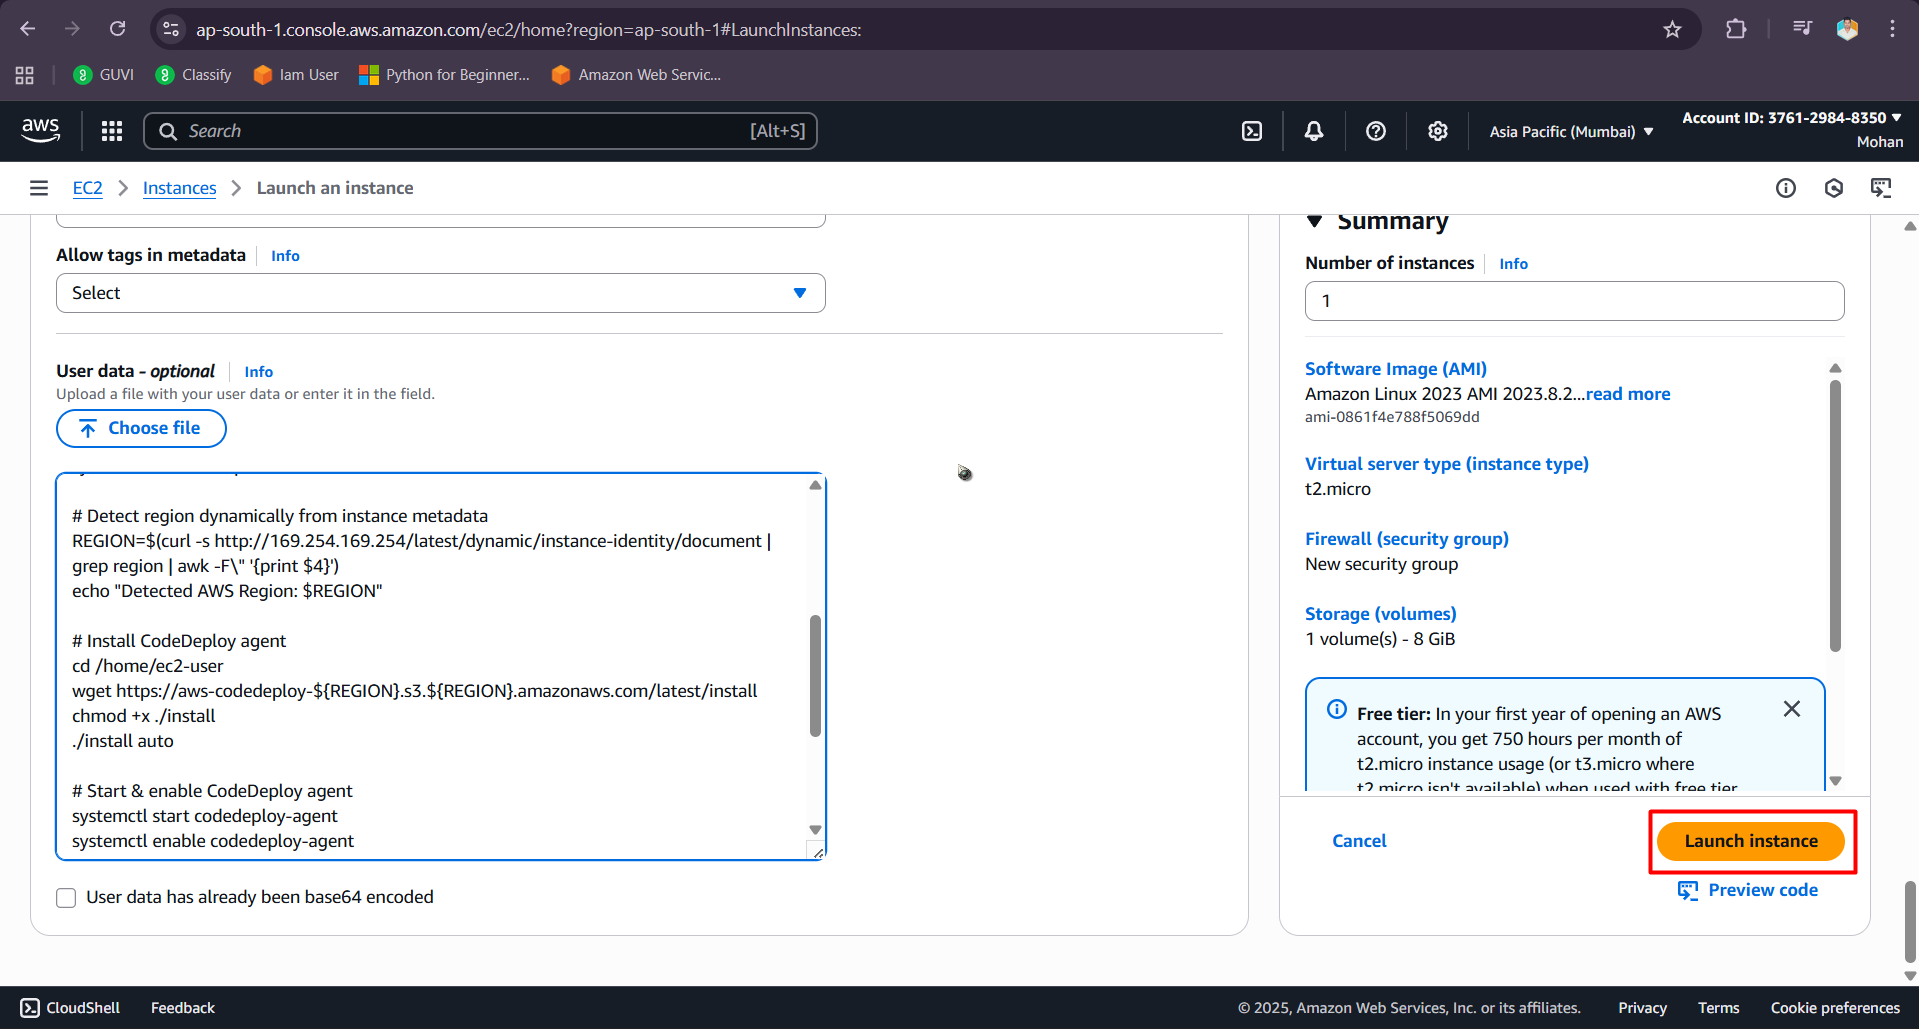 ap-south-1.console.aws.amazon.com/ec2/home?region=ap-south-1#LaunchInstances:
GUVI
Classify
Iam User
Python for Beginner...
Amazon Web Servic...
aws
Search
[Alt+S]
Asia Pacific (Mumbai)
Account ID: 3761-2984-8350
Mohan
EC2
Instances
Launch an instance
Allow tags in metadata
Info
Select
User data - optional
Info
Upload a file with your user data or enter it in the field.
Choose file
# Detect region dynamically from instance metadata
REGION=$(curl -s http://169.254.169.254/latest/dynamic/instance-identity/document |
grep region | awk -F\" '{print $4}')
echo "Detected AWS Region: $REGION"
# Install CodeDeploy agent
cd /home/ec2-user
wget https://aws-codedeploy-${REGION}.s3.${REGION}.amazonaws.com/latest/install
chmod +x ./install
./install auto
# Start & enable CodeDeploy agent
systemctl start codedeploy-agent
systemctl enable codedeploy-agent
User data has already been base64 encoded
Summary
Number of instances
Info
1
Software Image (AMI)
Amazon Linux 2023 AMI 2023.8.2...read more
ami-0861f4e788f5069dd
Virtual server type (instance type)
t2.micro
Firewall (security group)
New security group
Storage (volumes)
1 volume(s) - 8 GiB
Free tier: In your first year of opening an AWS
account, you get 750 hours per month of
t2.micro instance usage (or t3.micro where
t2.micro isn't available) when used with free tier
Cancel
Launch instance
Preview code
CloudShell
Feedback
© 2025, Amazon Web Services, Inc. or its affiliates.
Privacy
Terms
Cookie preferences